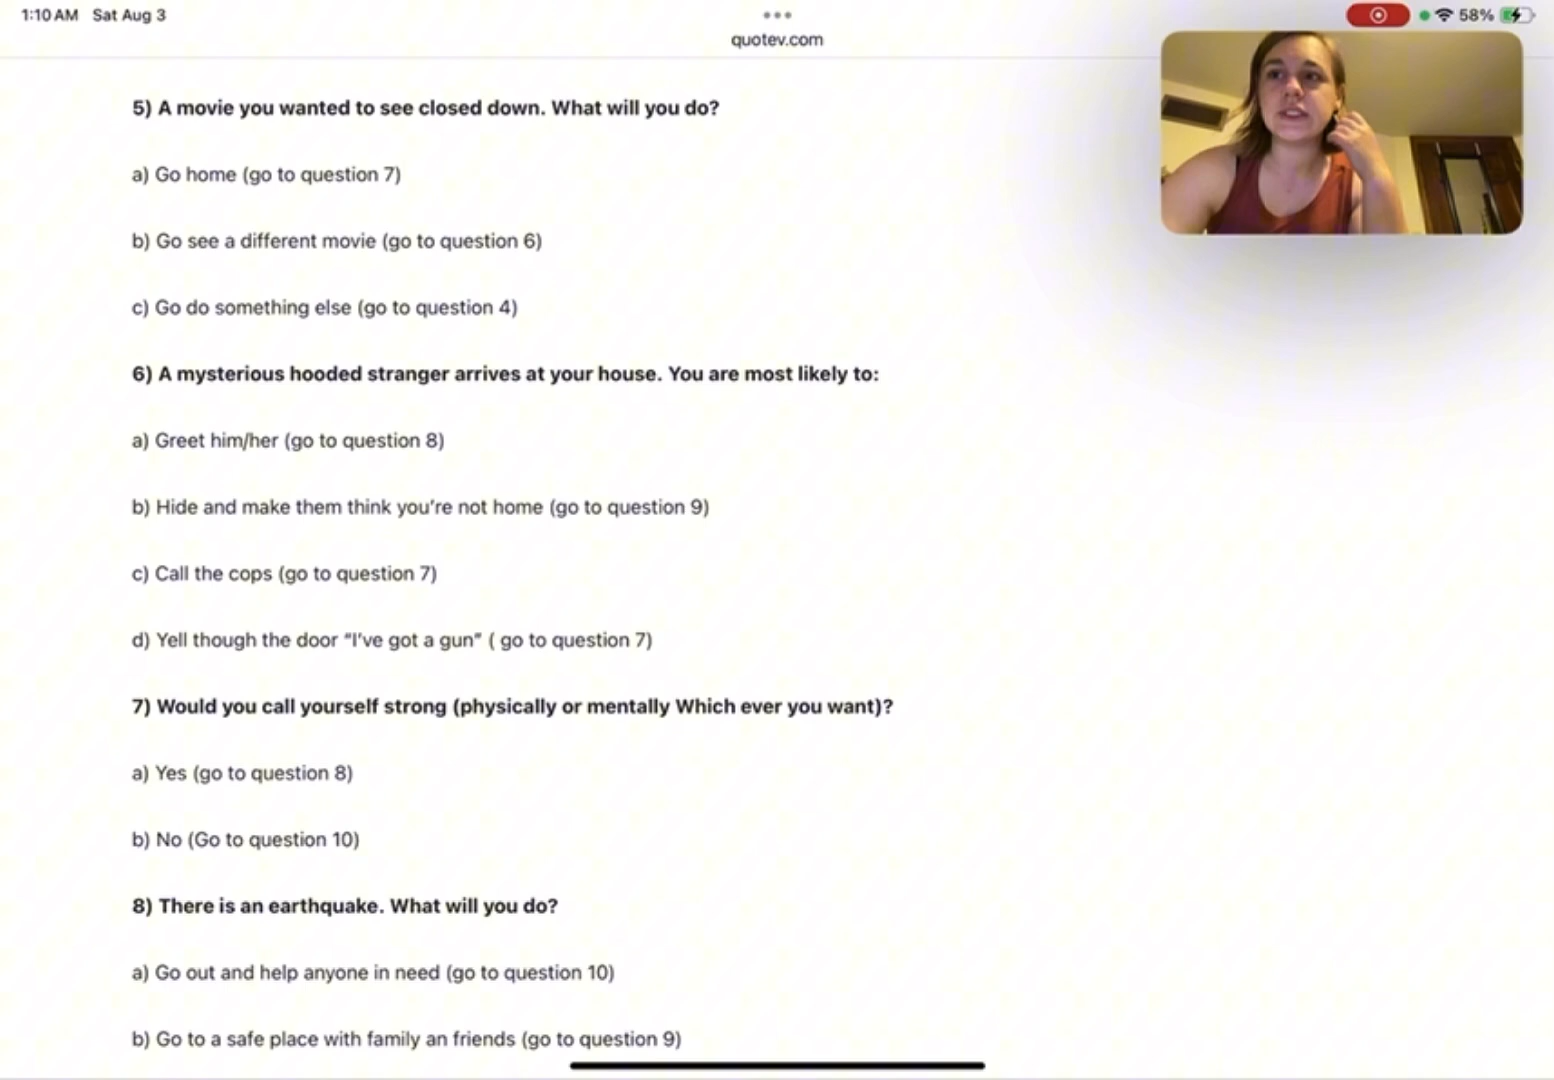 1:10 AM Sat Aug 3
58%
quotev.com
5) A movie you wanted to see closed down. What will you do?
a) Go home (go to question 7)
b) Go see a different movie (go to question 6)
c) Go do something else (go to question 4)
6) A mysterious hooded stranger arrives at your house. You are most likely to:
a) Greet him/her (go to question 8)
b) Hide and make them think you're not home (go to question 9)
c) Call the cops (go to question 7)
d) Yell though the door “I've got a gun” ( go to question 7)
7) Would you call yourself strong (physically or mentally Which ever you want)?
a) Yes (go to question 8)
b) No (Go to question 10)
8) There is an earthquake. What will you do?
a) Go out and help anyone in need (go to question 10)
b) Go to a safe place with family an friends (go to question 9)